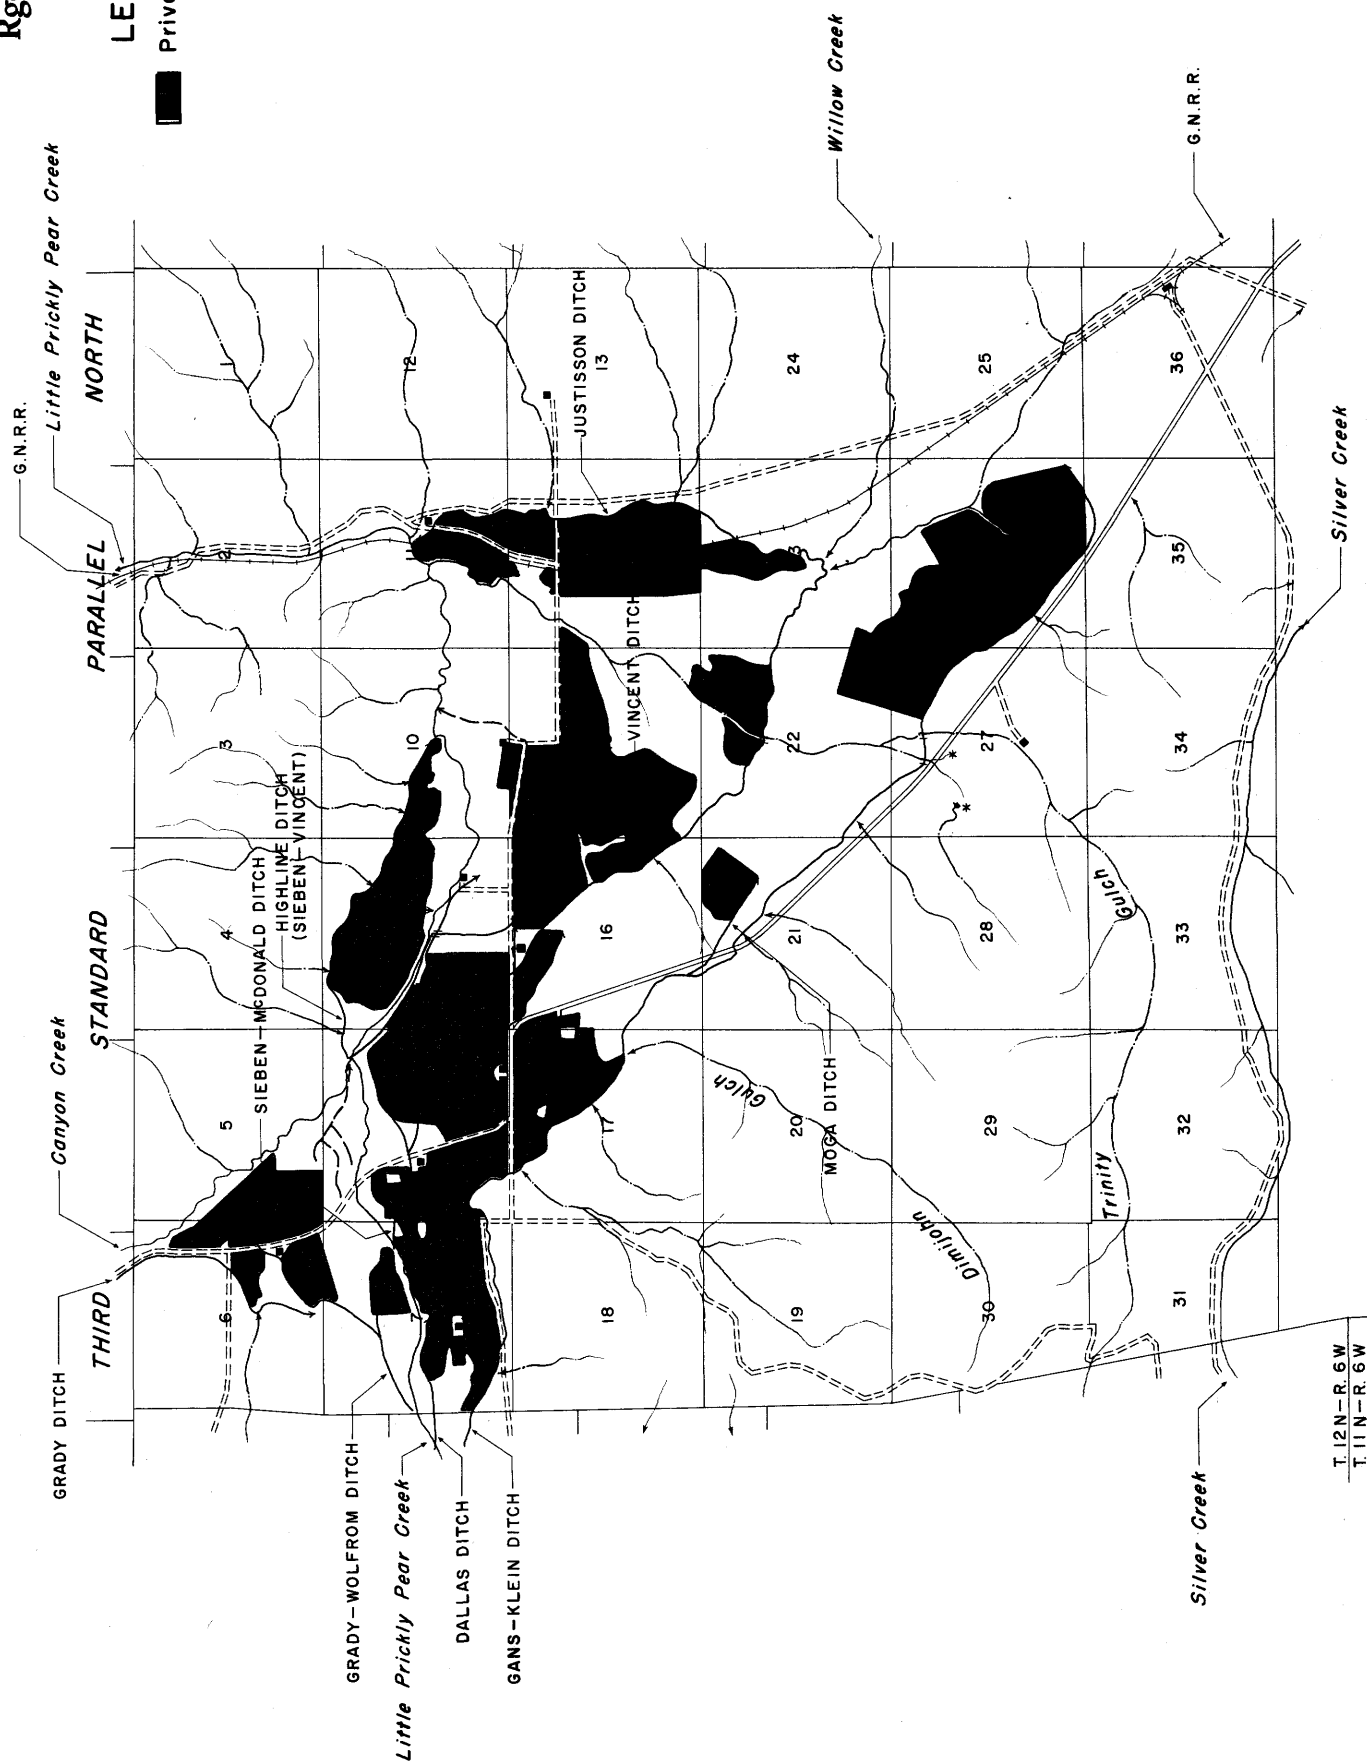 Rg
LE
Priv
GRADY DITCH
Canyon Creek
G.N.R.R.
Little Prickly Pear Creek
THIRD STANDARD PARALLEL NORTH
6
5
4
3
2
1
SIEBEN-McDONALD DITCH
HIGHLINE DITCH
(SIEBEN-VINCENT)
GRADY-WOLFROM DITCH
Little Prickly Pear Creek
DALLAS DITCH
GANS-KLEIN DITCH
7
10
11
12
JUSTISSON DITCH
18
17
16
VINCENT DITCH
13
19
20
21
22
23
24
Willow Creek
MOGA DITCH
Dimijohn
Gulch
30
29
28
27
25
G.N.R.R.
Trinity
Gulch
31
32
33
34
35
36
Silver Creek
Silver Creek
T. 12 N-R. 6 W
T. 11 N-R. 6 W